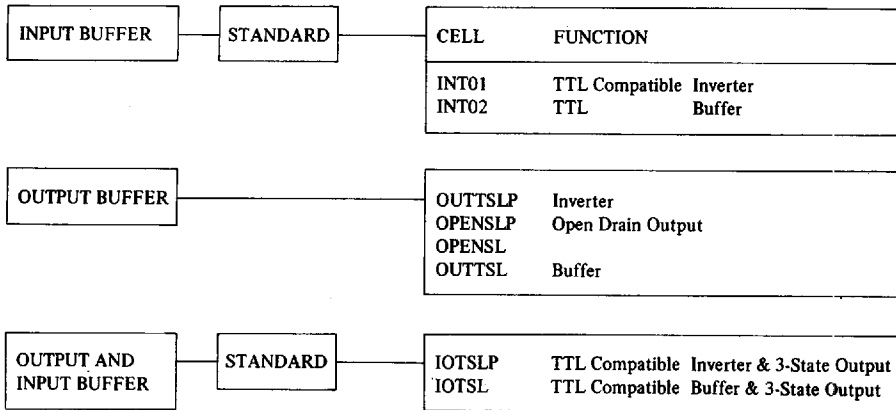 INPUT BUFFER STANDARD CELL FUNCTION
INT01 TTL Compatible Inverter
INT02 TTL Buffer
OUTPUT BUFFER OUTTSLP Inverter
OPENSLP Open Drain Output
OPENSL
OUTTSL Buffer
OUTPUT AND INPUT BUFFER STANDARD IOTSLP TTL Compatible Inverter & 3-State Output
IOTSL TTL Compatible Buffer & 3-State Output